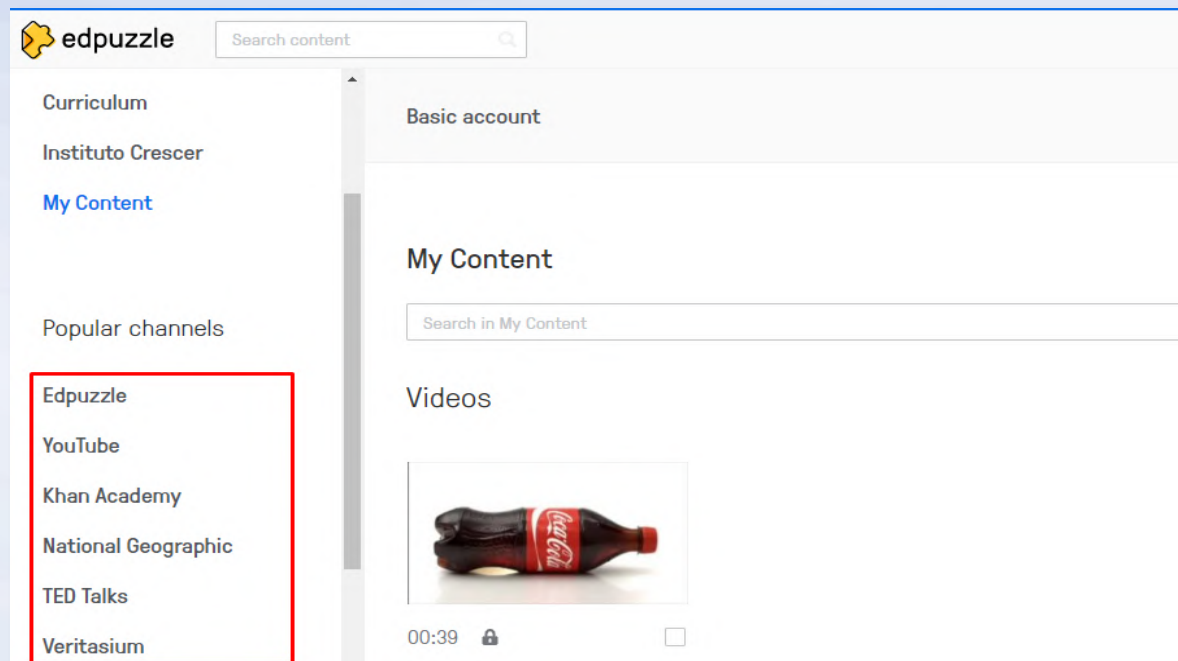 edpuzzle
Search content
Curriculum
Instituto Crescer
My Content
Popular channels
Edpuzzle
YouTube
Khan Academy
National Geographic
TED Talks
Veritasium
Basic account
My Content
Search in My Content
Videos
Coca-Cola
00:39